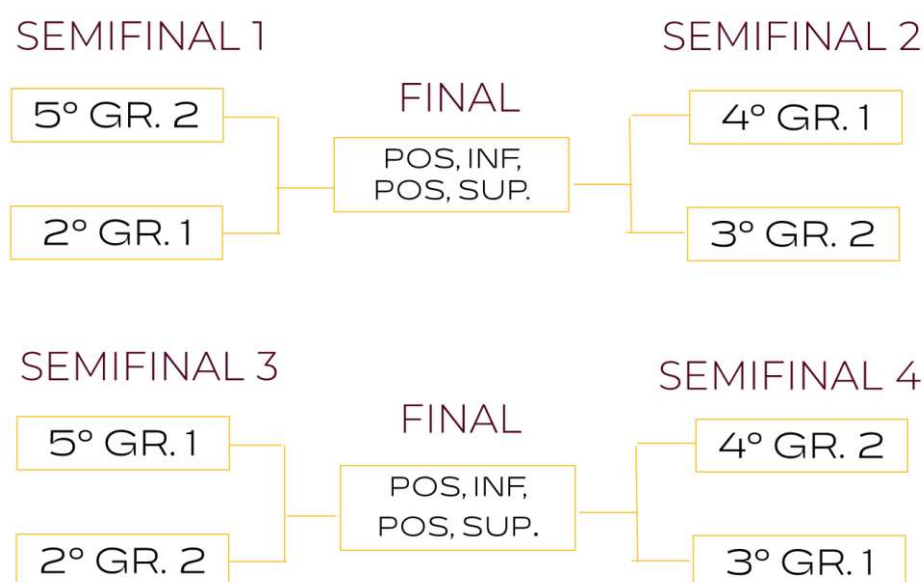 SEMIFINAL 1
5º GR. 2
2º GR. 1
FINAL
POS, INF,
POS, SUP.
SEMIFINAL 2
4º GR. 1
3º GR. 2
SEMIFINAL 3
5º GR. 1
2º GR. 2
FINAL
POS, INF,
POS, SUP.
SEMIFINAL 4
4º GR. 2
3º GR. 1